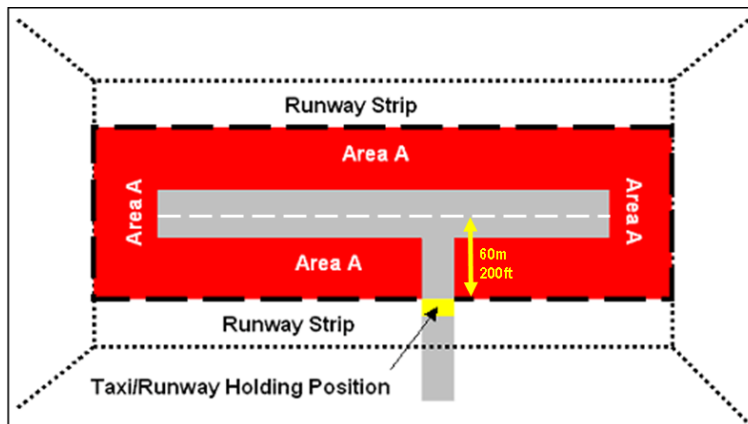 Runway Strip
Area A
Area A
Area A
60m
200ft
Area A
Runway Strip
Taxi/Runway Holding Position